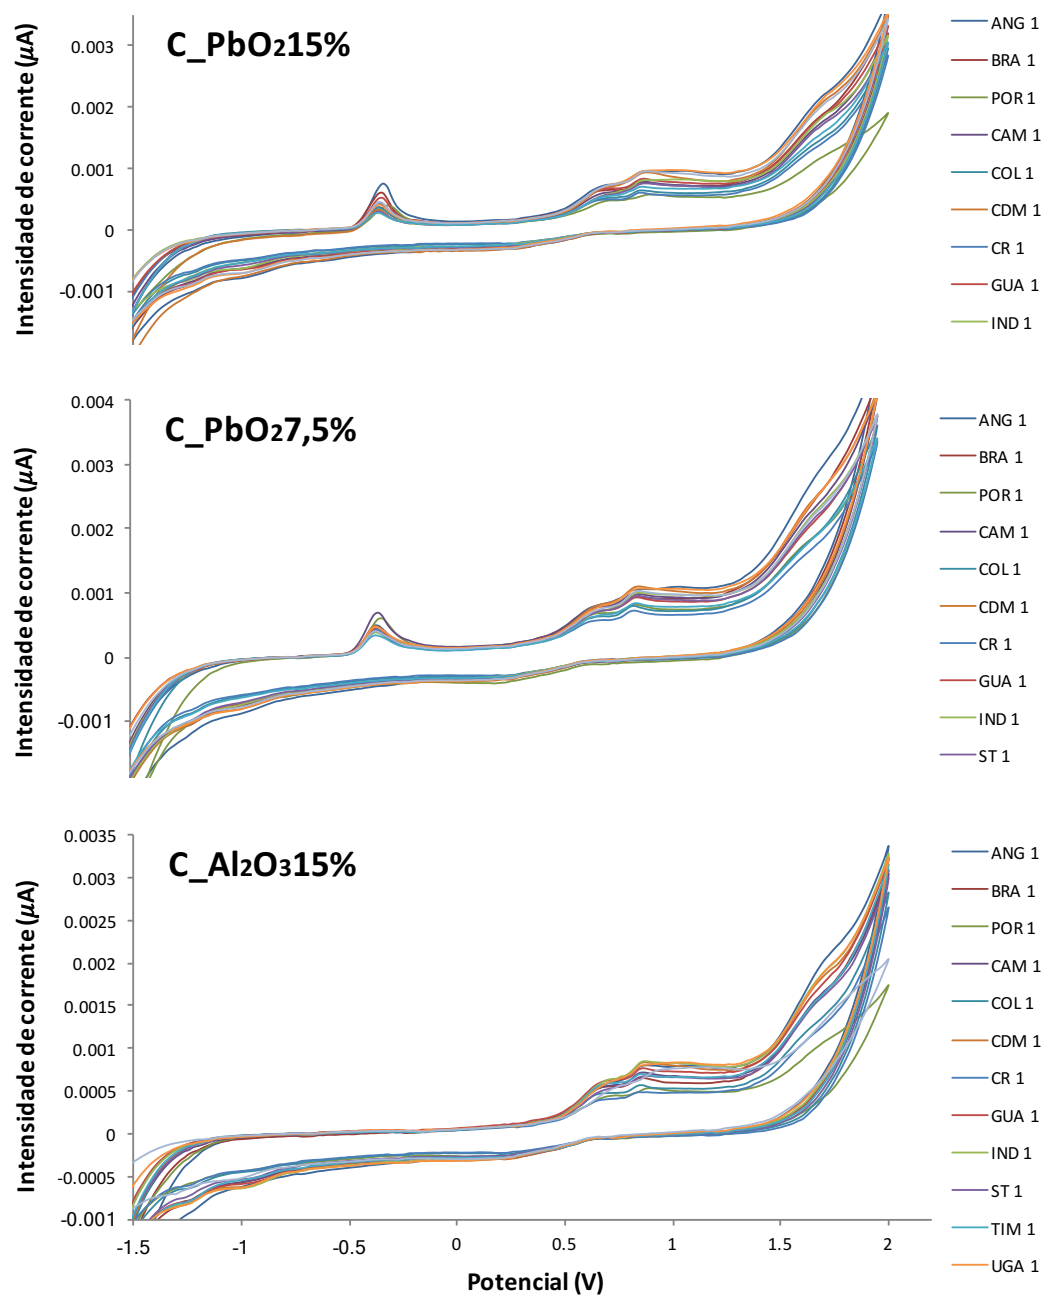 C_PbO₂15%
Intensidade de corrente (µA)
0.003
0.002
0.001
0
-0.001
ANG 1
BRA 1
POR 1
CAM 1
COL 1
CDM 1
CR 1
GUA 1
IND 1
C_PbO₂7,5%
Intensidade de corrente (µA)
0.004
0.003
0.002
0.001
0
-0.001
ANG 1
BRA 1
POR 1
CAM 1
COL 1
CDM 1
CR 1
GUA 1
IND 1
ST 1
C_Al₂O₃15%
Intensidade de corrente (µA)
0.0035
0.003
0.0025
0.002
0.0015
0.001
0.0005
0
-0.0005
-0.001
-1.5 -1 -0.5 0 0.5 1 1.5 2
Potencial (V)
ANG 1
BRA 1
POR 1
CAM 1
COL 1
CDM 1
CR 1
GUA 1
IND 1
ST 1
TIM 1
UGA 1